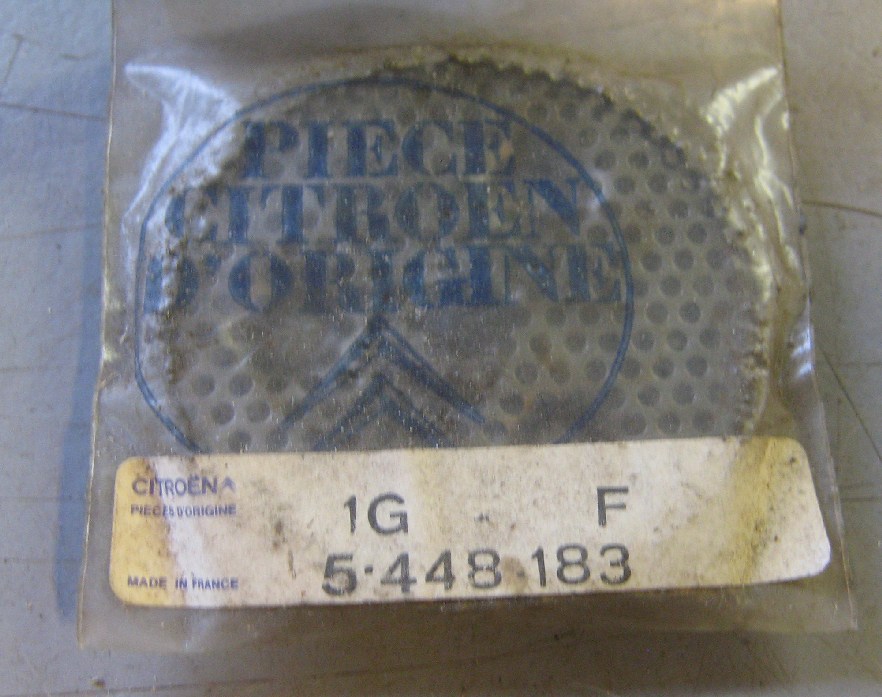 PIECE
CITROEN
D'ORIGINE
CITROËN
PIECES D'ORIGINE
1G F
5·448 183
MADE IN FRANCE